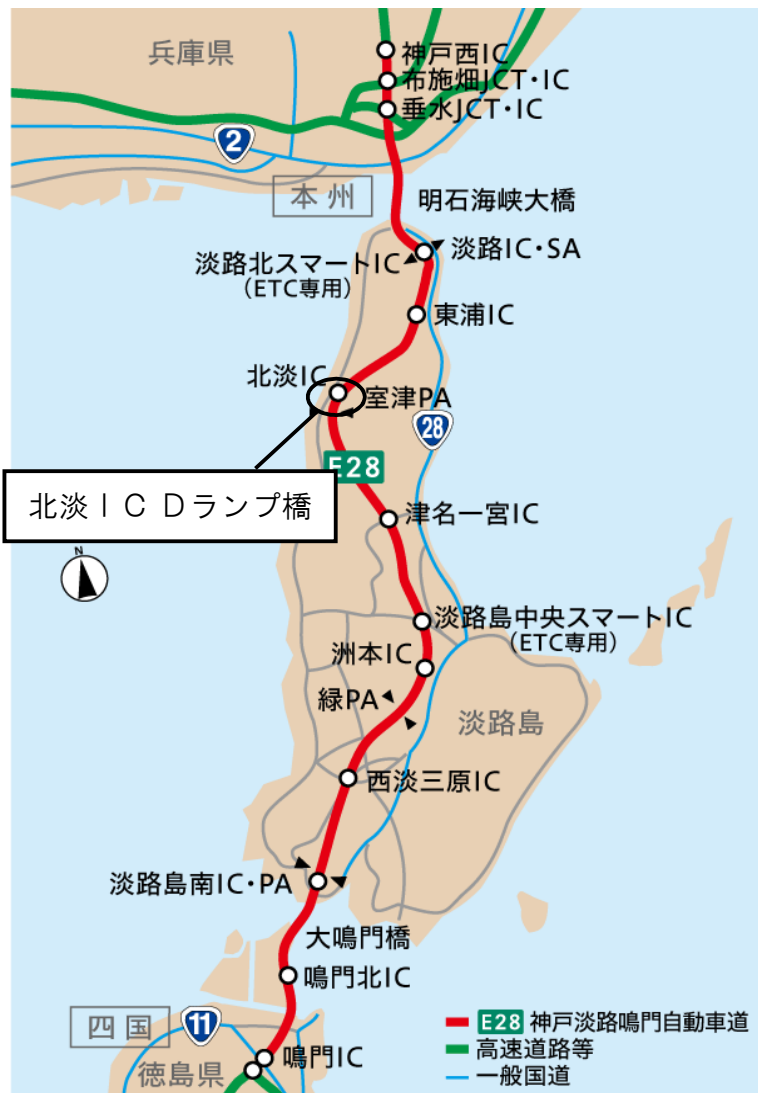 兵庫県
神戸西IC
布施畑JCT・IC
垂水JCT・IC
2
本州
明石海峡大橋
淡路IC・SA
淡路北スマートIC
（ETC専用）
東浦IC
北淡IC
室津PA
28
E28
北淡ＩＣ Ｄランプ橋
津名一宮IC
N
淡路島中央スマートIC
（ETC専用）
洲本IC
緑PA
淡路島
西淡三原IC
淡路島南IC・PA
大鳴門橋
鳴門北IC
四国
11
鳴門IC
徳島県
E28 神戸淡路鳴門自動車道
高速道路等
一般国道